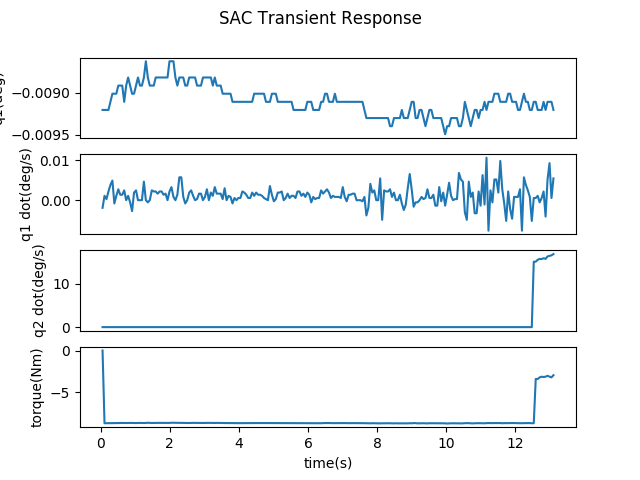 SAC Transient Response
−0.0090
−0.0095
0.01
0.00
q1 dot(deg/s)
10
0
q2 dot(deg/s)
0
−5
torque(Nm)
0 2 4 6 8 10 12
time(s)